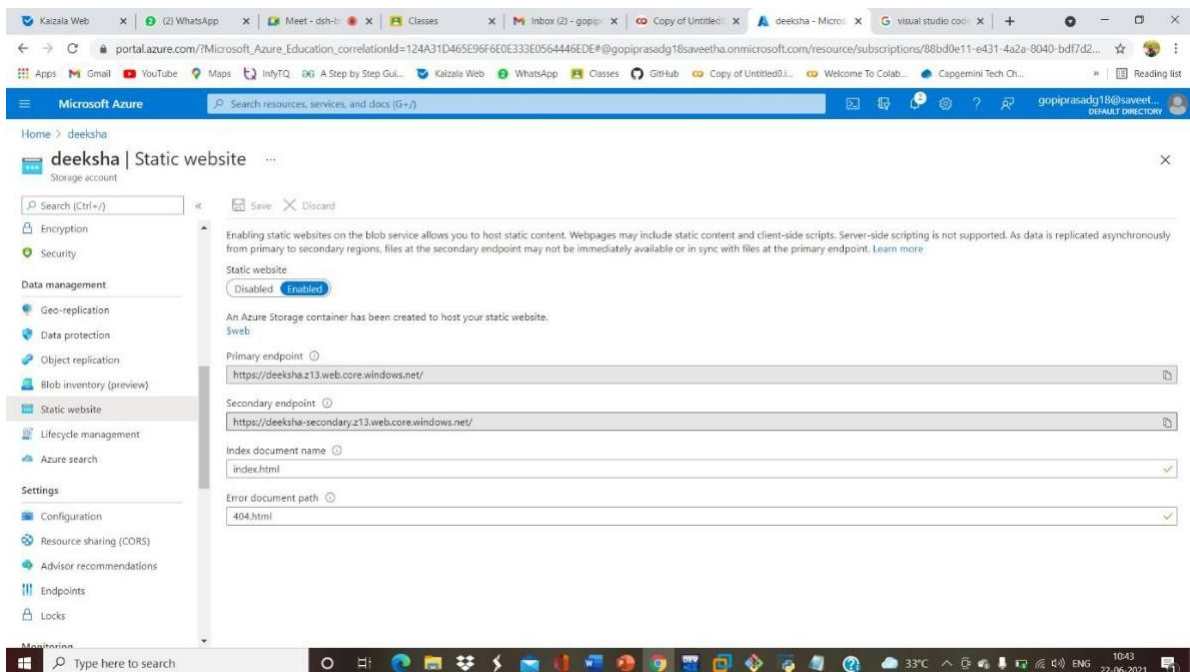 Kaizala Web
(2) WhatsApp
Meet - dsh-b
Classes
Inbox (2) - gopip
Copy of Untitled
deeksha - Micros
visual studio cod
portal.azure.com/?Microsoft_Azure_Education_correlationId=124A31D465E96F6E0E333E0564446EDE#@gopiprasadg18saveetha.onmicrosoft.com/resource/subscriptions/88bd0e11-e431-4a2a-8040-bdf7d2...
Apps Gmail YouTube Maps InfyTQ A Step by Step Gui... Kaizala Web WhatsApp Classes GitHub Copy of Untitled0.i... Welcome To Colab... Capgemini Tech Ch... » Reading list
Microsoft Azure
Search resources, services, and docs (G+/)
2
gopiprasadg18@saveet...
DEFAULT DIRECTORY
Home > deeksha
deeksha | Static website ...
Storage account
Search (Ctrl+/)
«
Save Discard
Encryption
Security
Data management
Geo-replication
Data protection
Object replication
Blob inventory (preview)
Static website
Lifecycle management
Azure search
Settings
Configuration
Resource sharing (CORS)
Advisor recommendations
Endpoints
Locks
Monitoring
Enabling static websites on the blob service allows you to host static content. Webpages may include static content and client-side scripts. Server-side scripting is not supported. As data is replicated asynchronously
from primary to secondary regions, files at the secondary endpoint may not be immediately available or in sync with files at the primary endpoint. Learn more
Static website
Disabled Enabled
An Azure Storage container has been created to host your static website.
$web
Primary endpoint
https://deeksha.z13.web.core.windows.net/
Secondary endpoint
https://deeksha-secondary.z13.web.core.windows.net/
Index document name
index.html
Error document path
404.html
Type here to search
33°C
ENG
10:43
22-06-2021